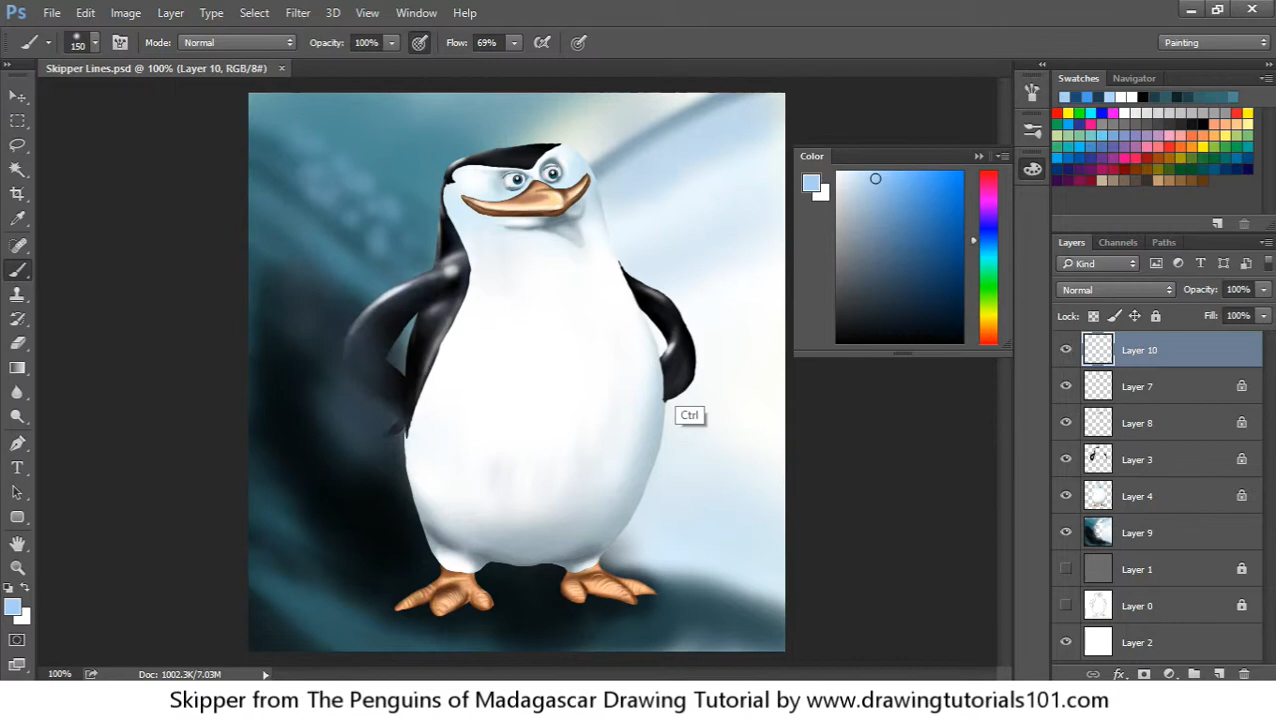 Ps File Edit Image Layer Type Select Filter 3D View Window Help
150 Mode: Normal Opacity: 100% Flow: 69% Painting
Skipper Lines.psd @ 100% (Layer 10, RGB/8#)
Swatches Navigator
Color
Layers Channels Paths
Kind
Normal Opacity: 100%
Lock: Fill: 100%
Layer 10
Layer 7
Ctrl
Layer 8
Layer 3
Layer 4
Layer 9
Layer 1
Layer 0
Layer 2
100% Doc: 1002.3K/7.03M
Skipper from The Penguins of Madagascar Drawing Tutorial by www.drawingtutorials101.com